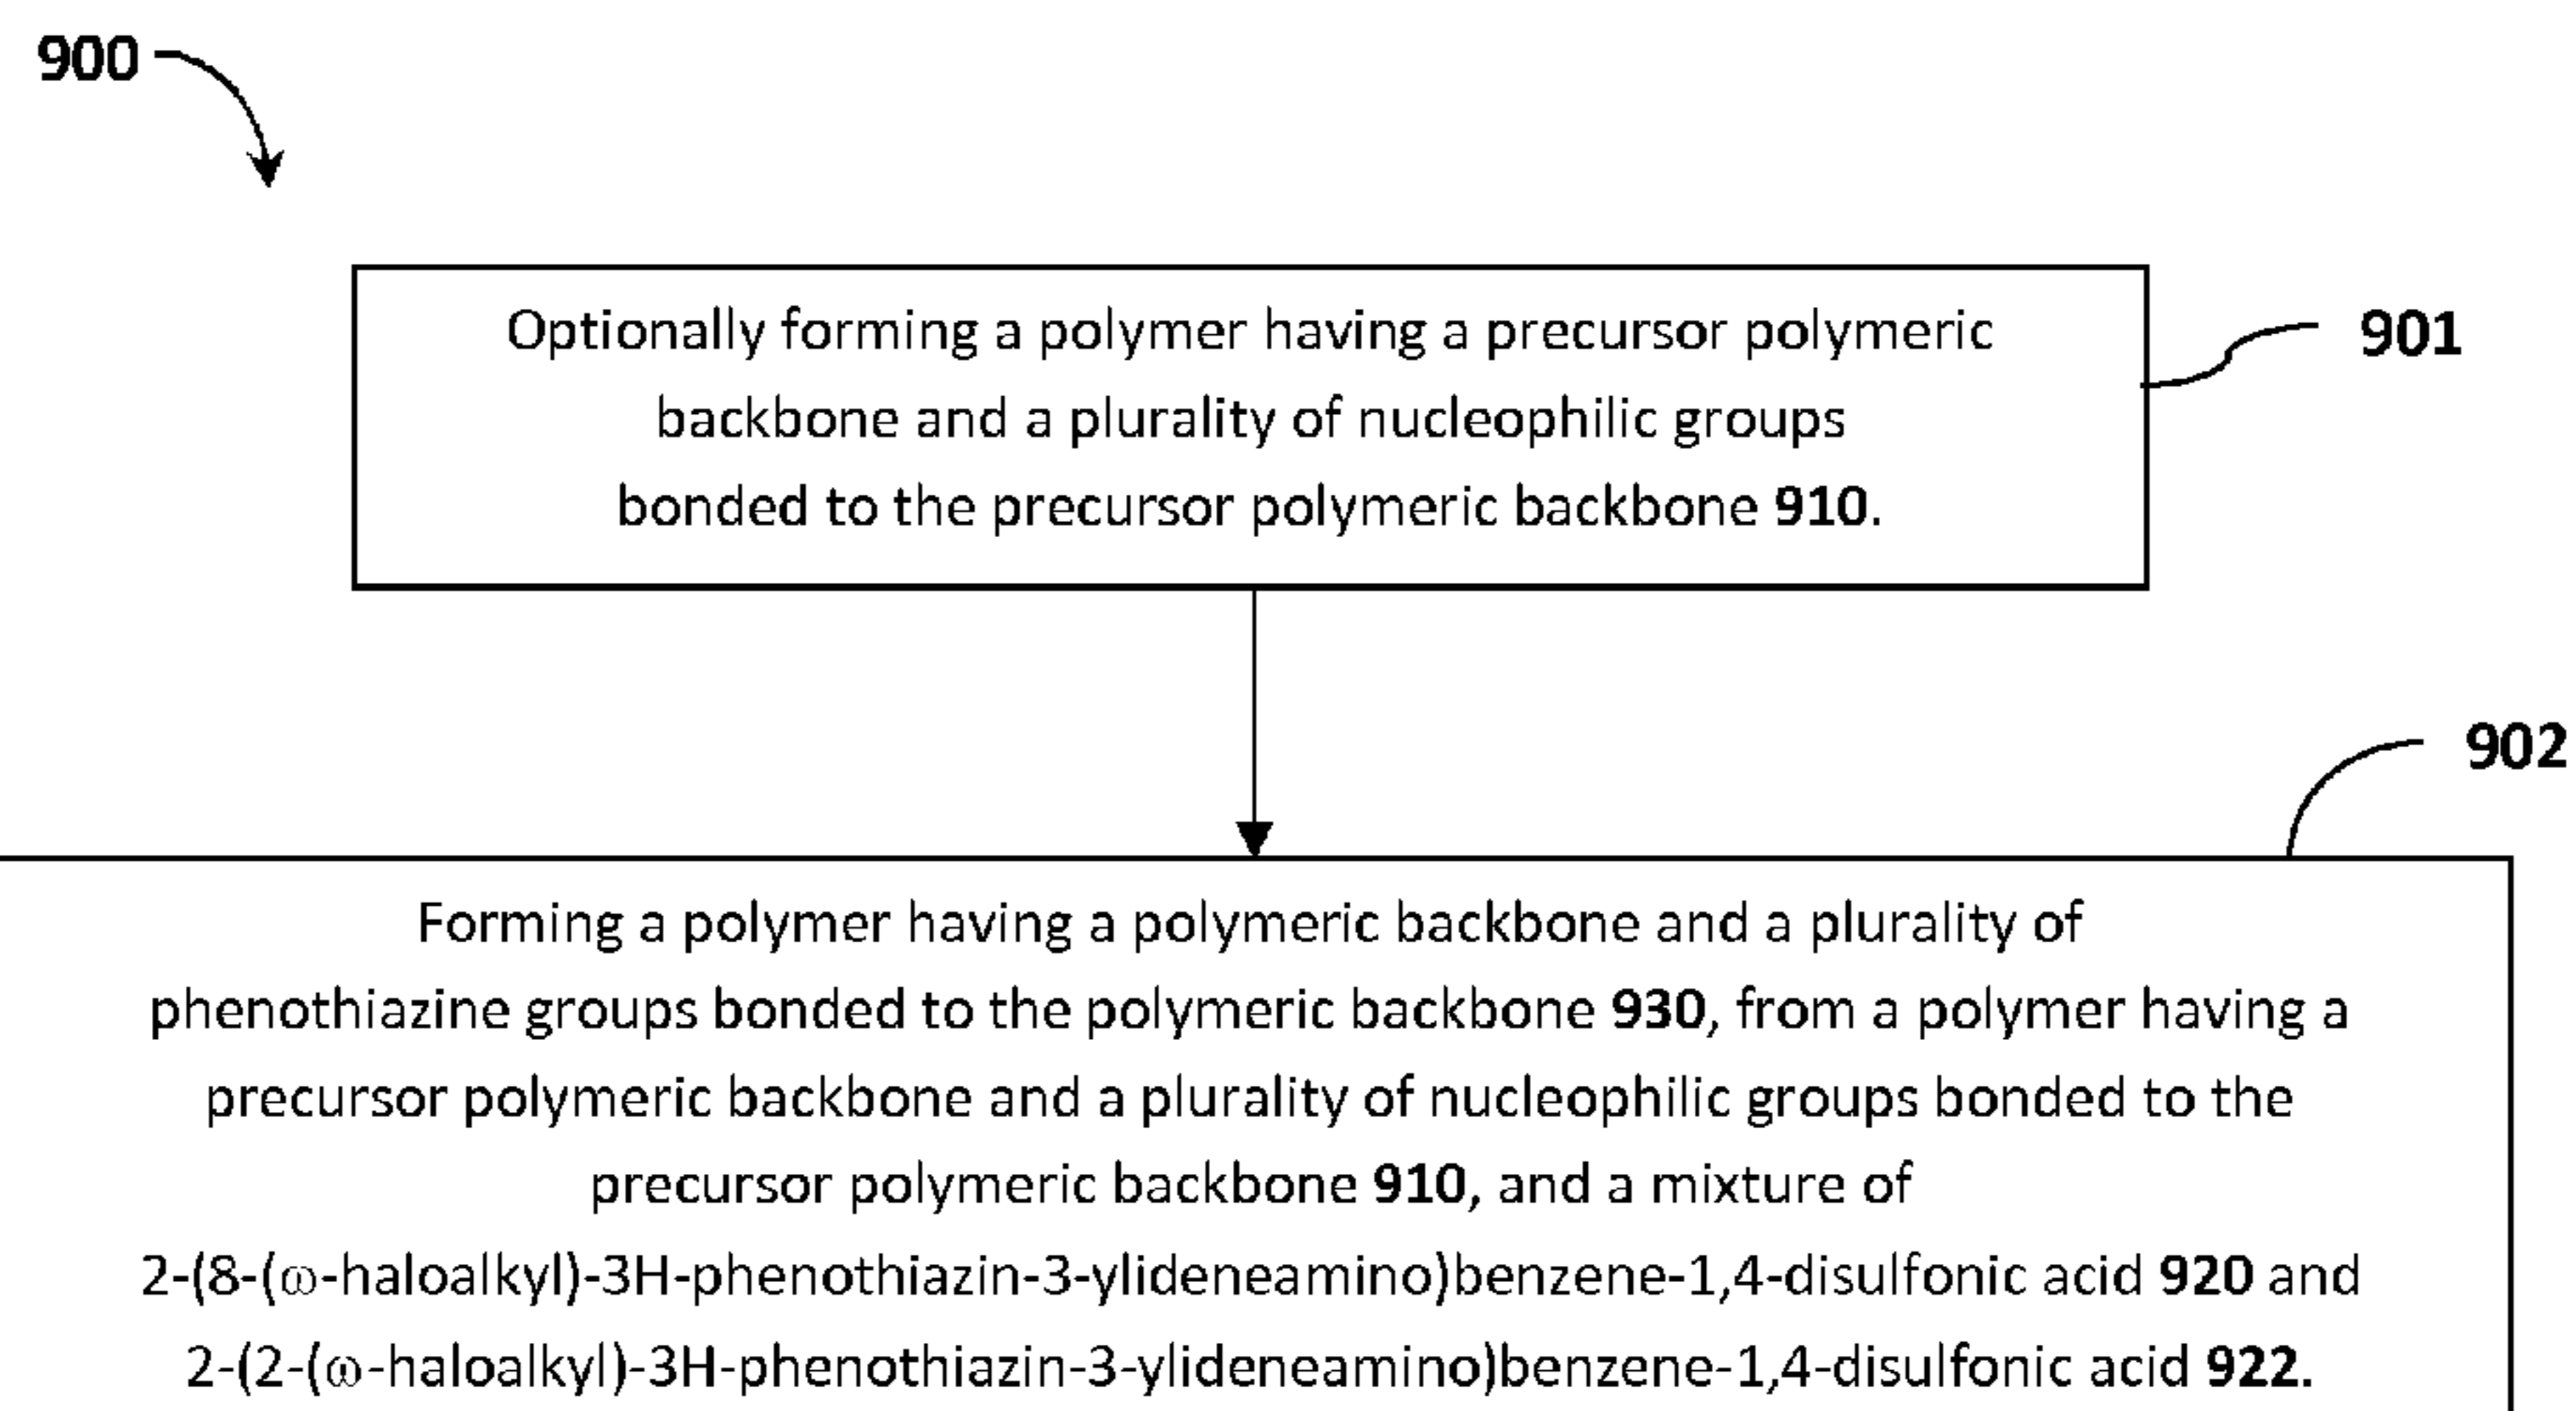 900
Optionally forming a polymer having a precursor polymeric
901
backbone and a plurality of nucleophilic groups
bonded to the precursor polymeric backbone 910.
902
Forming a polymer having a polymeric backbone and a plurality of
phenothiazine groups bonded to the polymeric backbone 930, from a polymer having a
precursor polymeric backbone and a plurality of nucleophilic groups bonded to the
precursor polymeric backbone 910, and a mixture of
2-(8-(ω-haloalkyl)-3H-phenothiazin-3-ylideneamino)benzene-1,4-disulfonic acid 920 and
2-(2-(ω-haloalkyl)-3H-phenothiazin-3-ylideneamino)benzene-1,4-disulfonic acid 922.